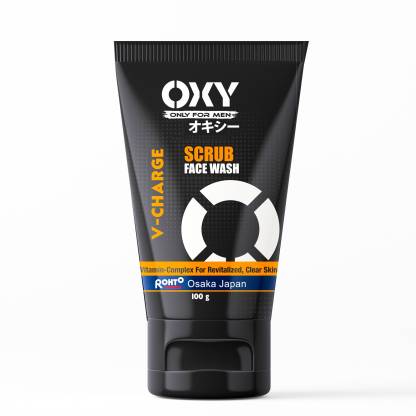 OXY
ONLY FOR MEN
オキシー
V-CHARGE
SCRUB
FACE WASH
Vitamin-Complex For Revitalized, Clear Skin
ROHTO Osaka Japan
100 g